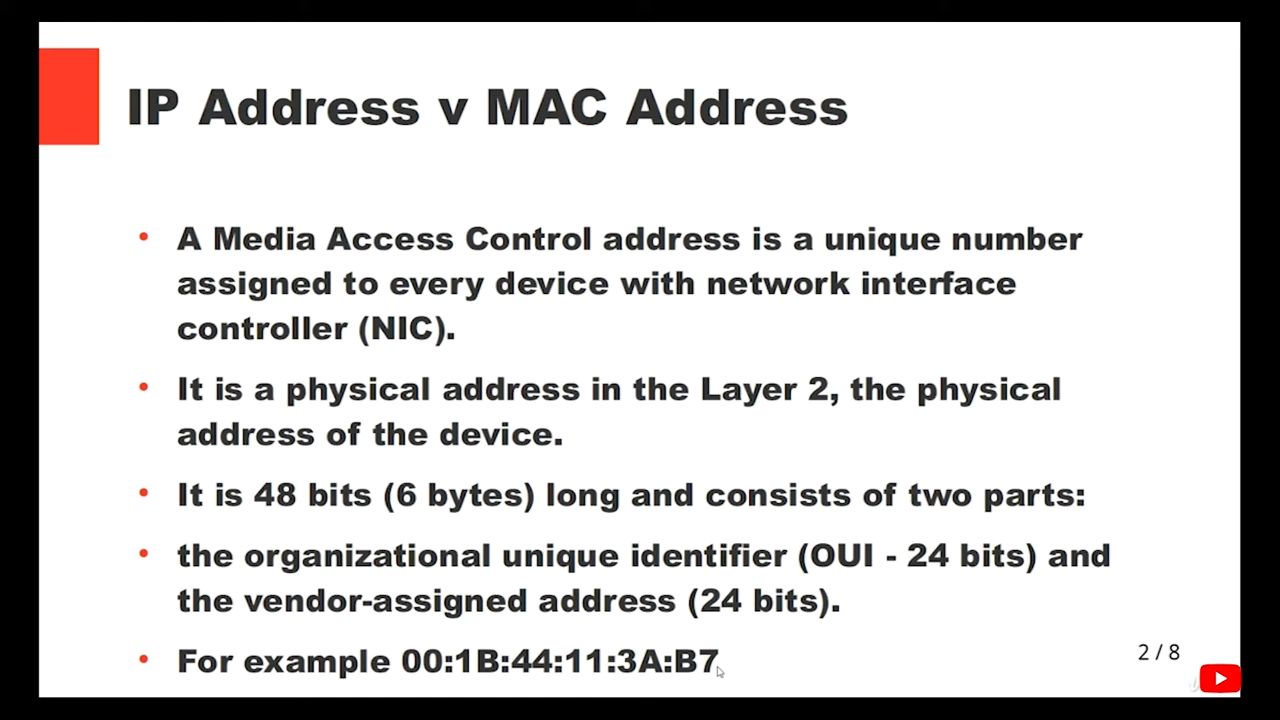 IP Address v MAC Address
• A Media Access Control address is a unique number
assigned to every device with network interface
controller (NIC).
• It is a physical address in the Layer 2, the physical
address of the device.
• It is 48 bits (6 bytes) long and consists of two parts:
• the organizational unique identifier (OUI - 24 bits) and
the vendor-assigned address (24 bits).
• For example 00:1B:44:11:3A:B7
2 / 8